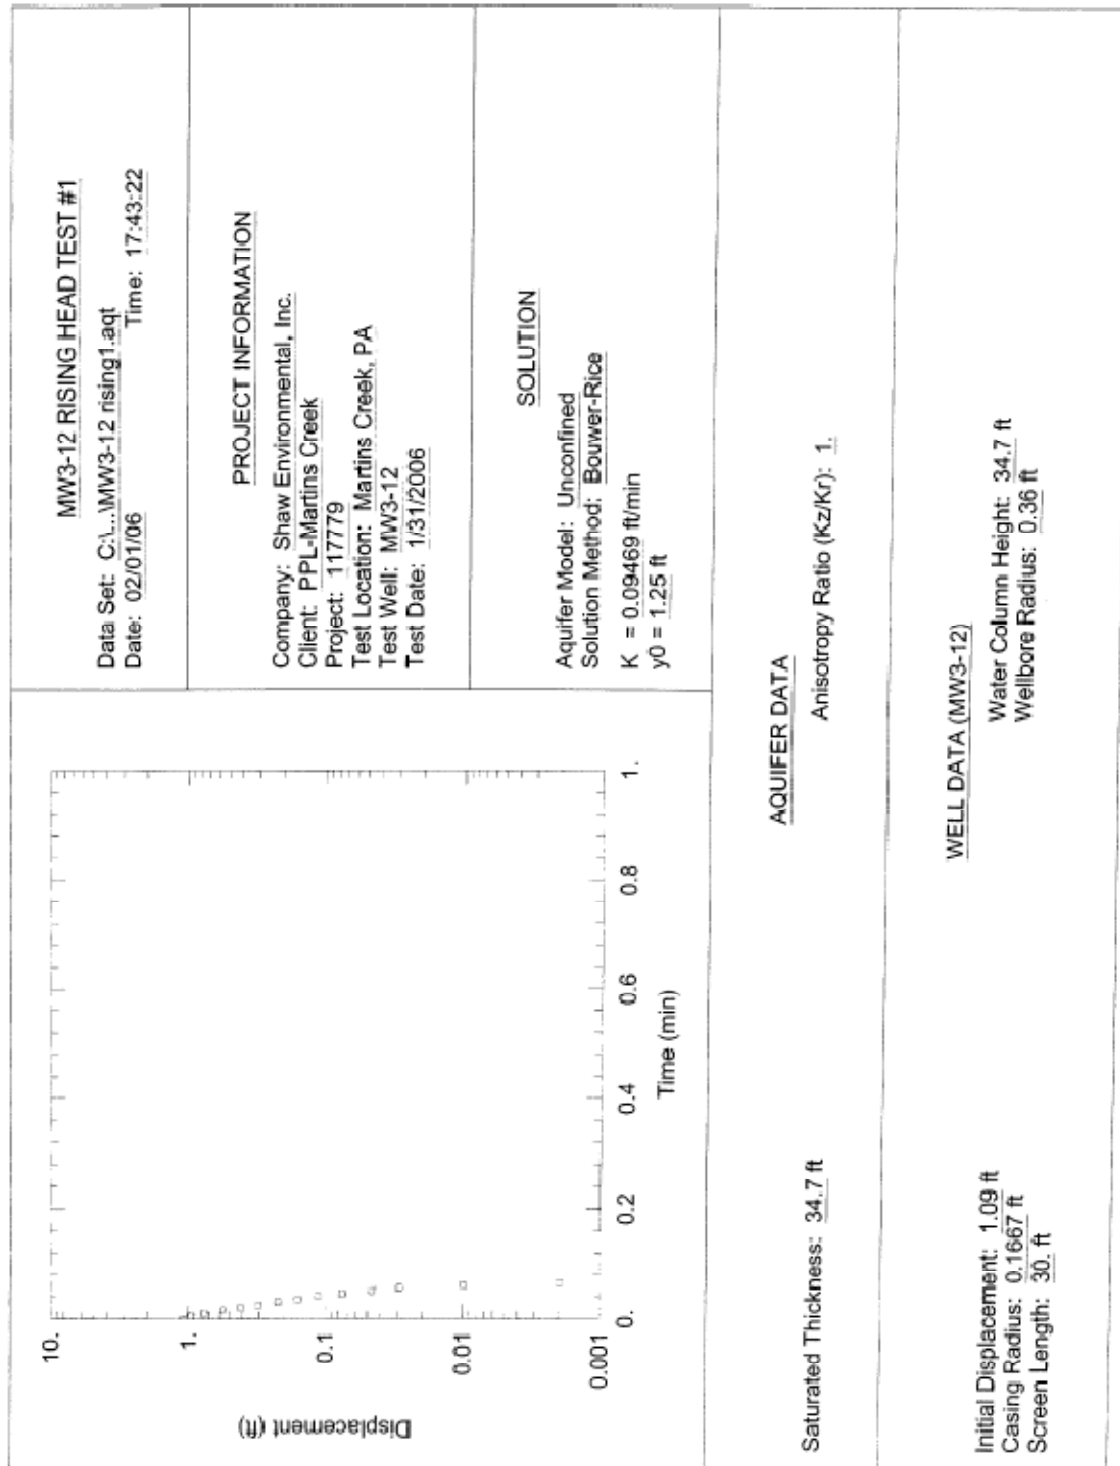 10.
1.
0.1
0.01
0.001
Displacement (ft)
0.
0.2
0.4
0.6
0.8
1.
Time (min)
MW3-12 RISING HEAD TEST #1
Data Set: C:\...\MW3-12 rising1.aqt
Date: 02/01/06 Time: 17:43:22
PROJECT INFORMATION
Company: Shaw Environmental, Inc.
Client: PPL-Martins Creek
Project: 117779
Test Location: Martins Creek, PA
Test Well: MW3-12
Test Date: 1/31/2006
SOLUTION
Aquifer Model: Unconfined
Solution Method: Bouwer-Rice
K = 0.09469 ft/min
y0 = 1.25 ft
AQUIFER DATA
Saturated Thickness: 34.7 ft
Anisotropy Ratio (Kz/Kr): 1.
WELL DATA (MW3-12)
Initial Displacement: 1.09 ft
Water Column Height: 34.7 ft
Casing Radius: 0.1667 ft
Wellbore Radius: 0.36 ft
Screen Length: 30. ft